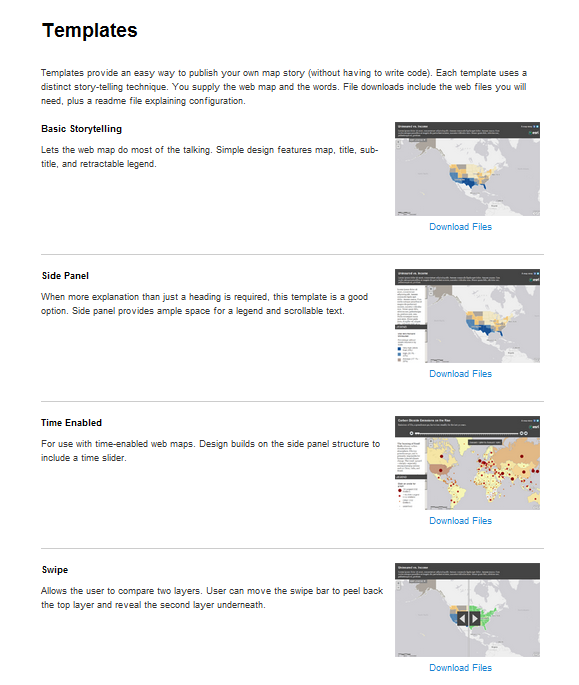 Templates
Templates provide an easy way to publish your own map story (without having to write code). Each template uses a
distinct story-telling technique. You supply the web map and the words. File downloads include the web files you will
need, plus a readme file explaining configuration.
Basic Storytelling
Lets the web map do most of the talking. Simple design features map, title, sub-
title, and retractable legend.
Download Files
Side Panel
When more explanation than just a heading is required, this template is a good
option. Side panel provides ample space for a legend and scrollable text.
Download Files
Time Enabled
For use with time-enabled web maps. Design builds on the side panel structure to
include a time slider.
Download Files
Swipe
Allows the user to compare two layers. User can move the swipe bar to peel back
the top layer and reveal the second layer underneath.
Download Files